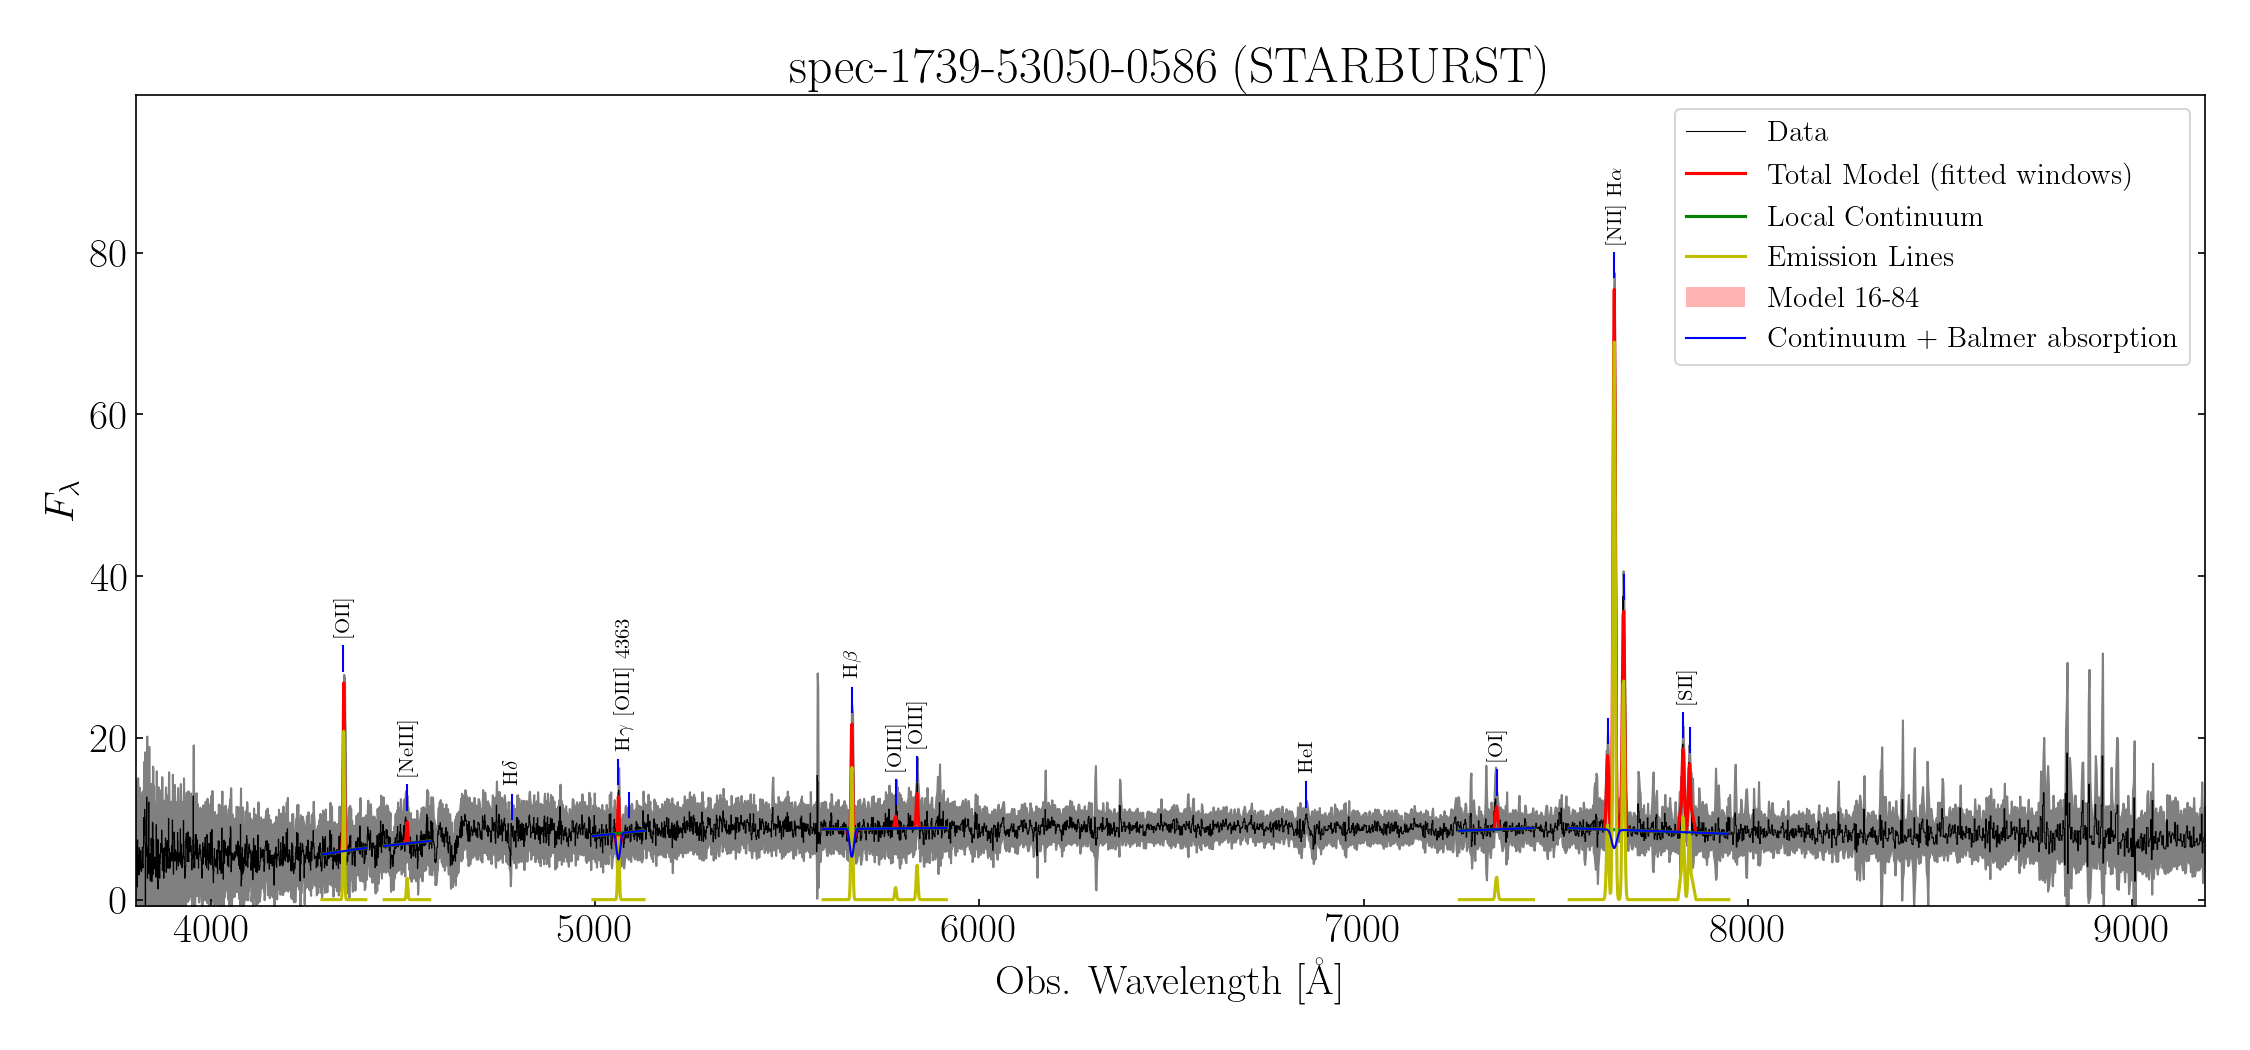 spec-1739-53050-0586 (STARBURST)
Data
Total Model (fitted windows)
Local Continuum
Emission Lines
Model 16-84
Continuum + Balmer absorption
[NII] Hα
[OII]
[NeIII]
Hδ
Hγ [OIII] 4363
Hβ
[OIII]
[OIII]
HeI
[OI]
[SII]
80
60
40
20
0
Fλ
4000 5000 6000 7000 8000 9000
Obs. Wavelength [Å]